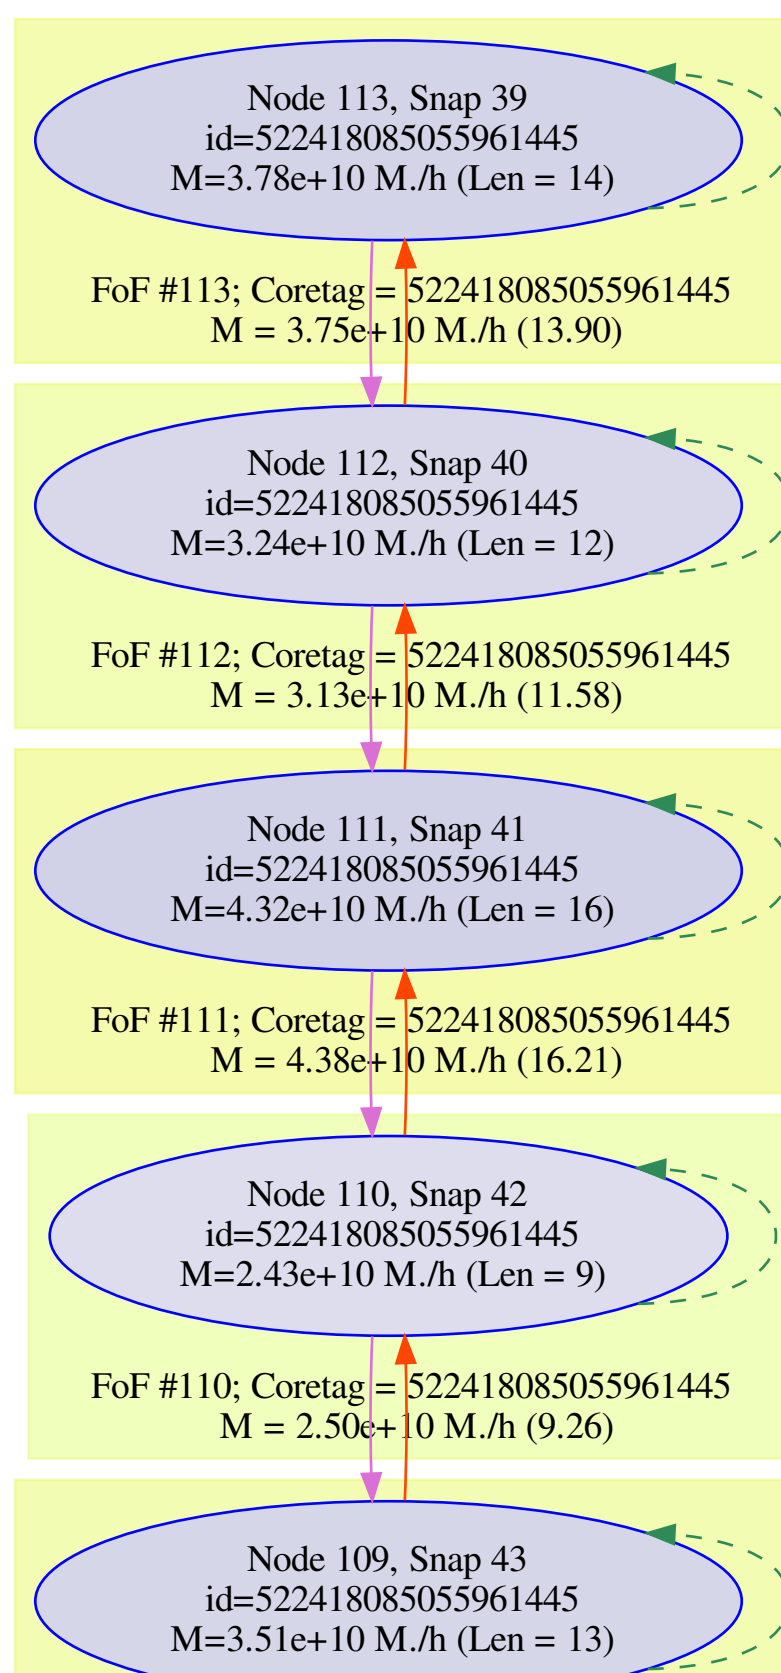 Node 113, Snap 39
id=522418085055961445
M=3.78e+10 M./h (Len = 14)
FoF #113; Coretag = 522418085055961445
M = 3.75e+10 M./h (13.90)
Node 112, Snap 40
id=522418085055961445
M=3.24e+10 M./h (Len = 12)
FoF #112; Coretag = 522418085055961445
M = 3.13e+10 M./h (11.58)
Node 111, Snap 41
id=522418085055961445
M=4.32e+10 M./h (Len = 16)
FoF #111; Coretag = 522418085055961445
M = 4.38e+10 M./h (16.21)
Node 110, Snap 42
id=522418085055961445
M=2.43e+10 M./h (Len = 9)
FoF #110; Coretag = 522418085055961445
M = 2.50e+10 M./h (9.26)
Node 109, Snap 43
id=522418085055961445
M=3.51e+10 M./h (Len = 13)